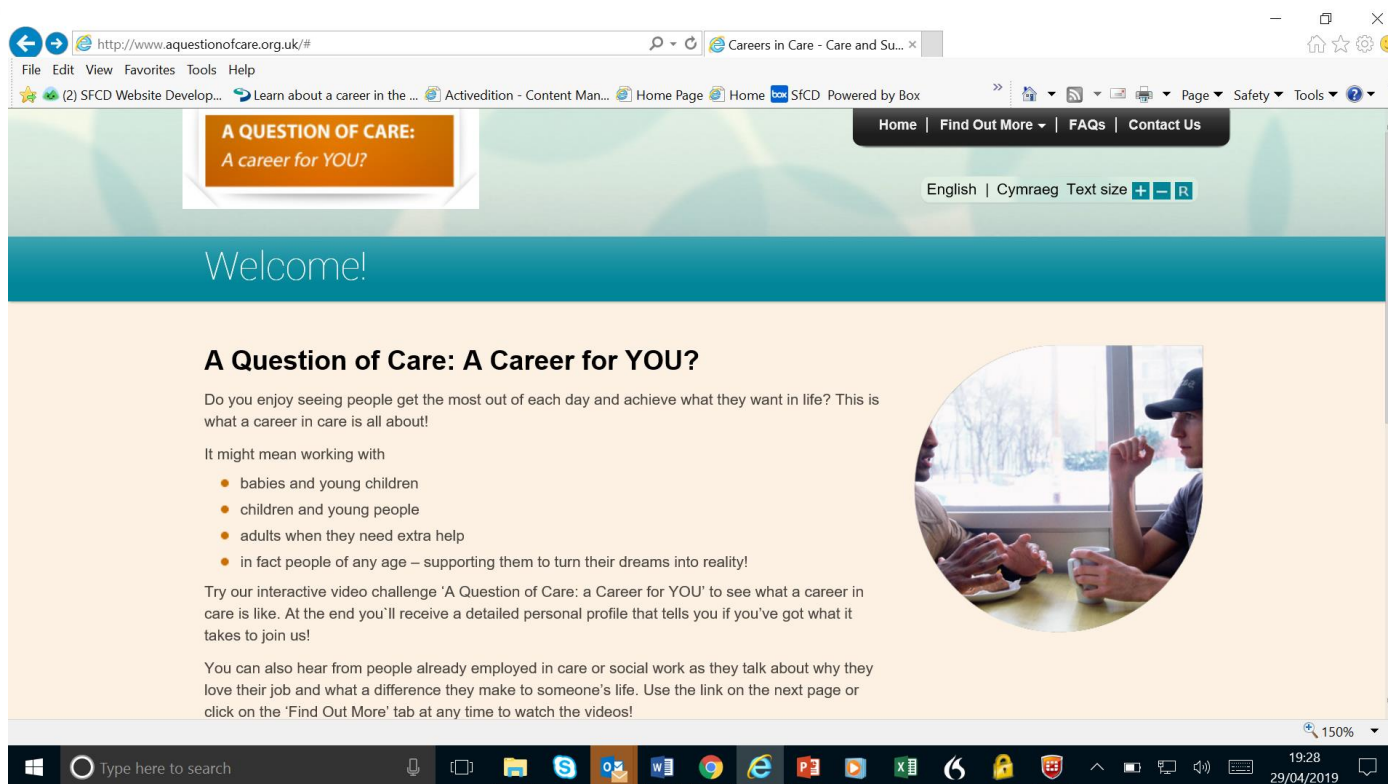 http://www.aquestionofcare.org.uk/#
Careers in Care - Care and Su...
File Edit View Favorites Tools Help
(2) SFCD Website Develop... Learn about a career in the ... Activedition - Content Man... Home Page Home box SfCD Powered by Box » Page Safety Tools
A QUESTION OF CARE:
A career for YOU?
Home | Find Out More | FAQs | Contact Us
English | Cymraeg Text size + – R
Welcome!
A Question of Care: A Career for YOU?
Do you enjoy seeing people get the most out of each day and achieve what they want in life? This is
what a career in care is all about!
It might mean working with
babies and young children
children and young people
adults when they need extra help
in fact people of any age – supporting them to turn their dreams into reality!
Try our interactive video challenge ‘A Question of Care: a Career for YOU’ to see what a career in
care is like. At the end you`ll receive a detailed personal profile that tells you if you’ve got what it
takes to join us!
You can also hear from people already employed in care or social work as they talk about why they
love their job and what a difference they make to someone’s life. Use the link on the next page or
click on the ‘Find Out More’ tab at any time to watch the videos!
150%
Type here to search
19:28
29/04/2019